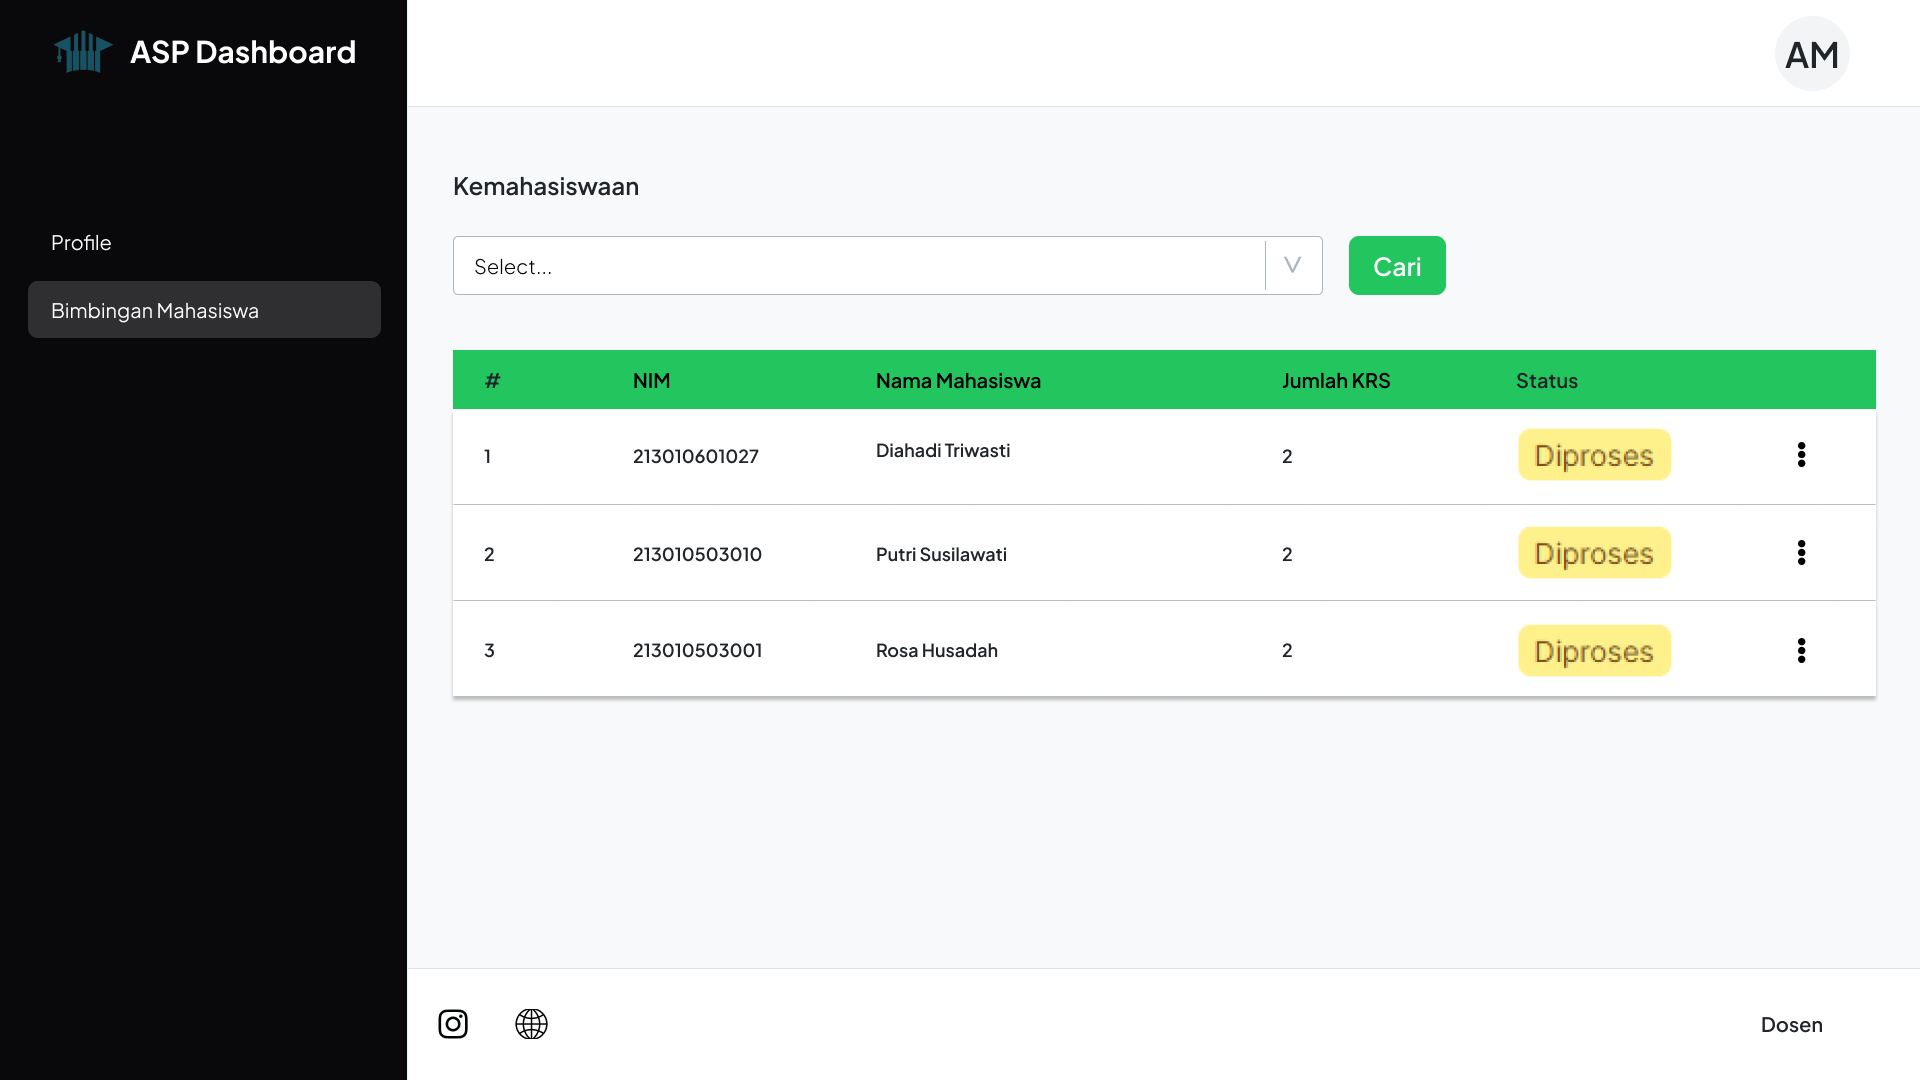 ASP Dashboard
AM
Profile
Bimbingan Mahasiswa
Kemahasiswaan
Select...
Cari
# NIM Nama Mahasiswa Jumlah KRS Status
1 213010601027 Diahadi Triwasti 2 Diproses
2 213010503010 Putri Susilawati 2 Diproses
3 213010503001 Rosa Husadah 2 Diproses
Dosen